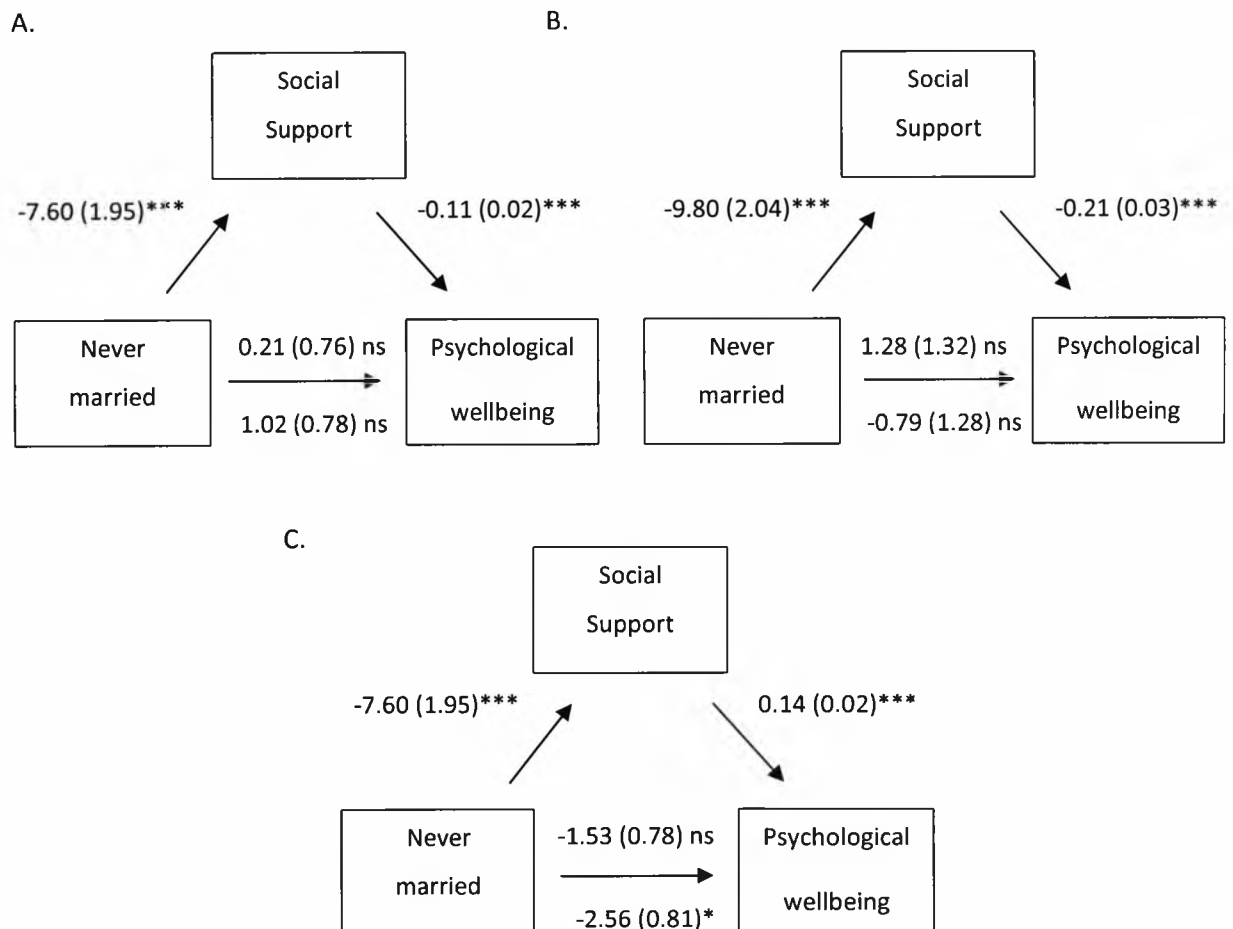 A.
Social
Support
-7.60 (1.95)***
-0.11 (0.02)***
Never
married
0.21 (0.76) ns
1.02 (0.78) ns
Psychological
wellbeing
B.
Social
Support
-9.80 (2.04)***
-0.21 (0.03)***
Never
married
1.28 (1.32) ns
-0.79 (1.28) ns
Psychological
wellbeing
C.
Social
Support
-7.60 (1.95)***
0.14 (0.02)***
Never
married
-1.53 (0.78) ns
-2.56 (0.81)*
Psychological
wellbeing